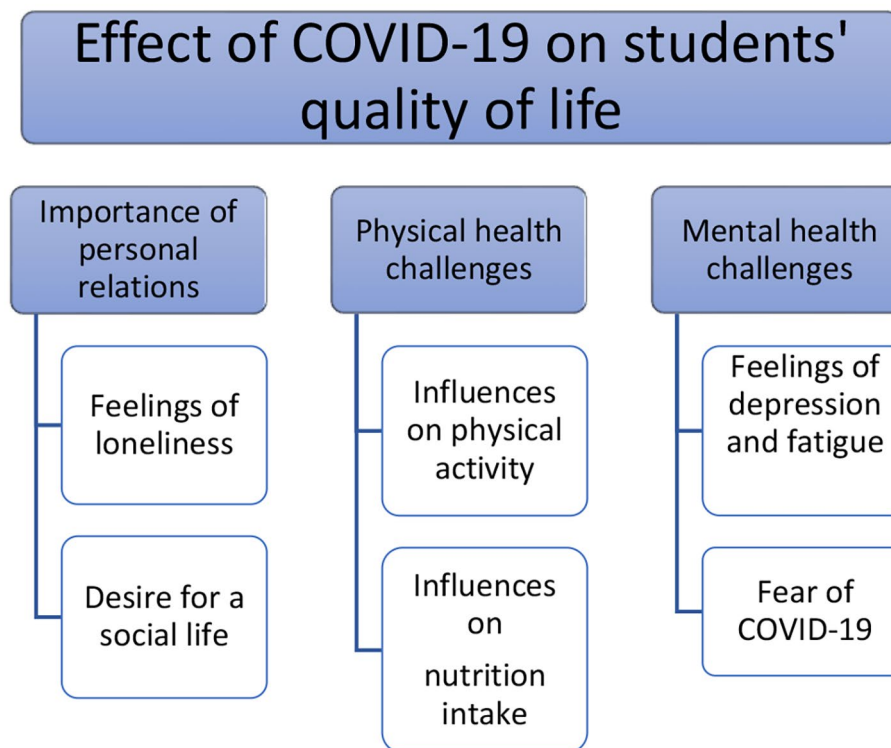 Effect of COVID-19 on students'
quality of life
Importance of
personal
relations
Feelings of
loneliness
Desire for a
social life
Physical health
challenges
Influences
on physical
activity
Influences
on
nutrition
intake
Mental health
challenges
Feelings of
depression
and fatigue
Fear of
COVID-19